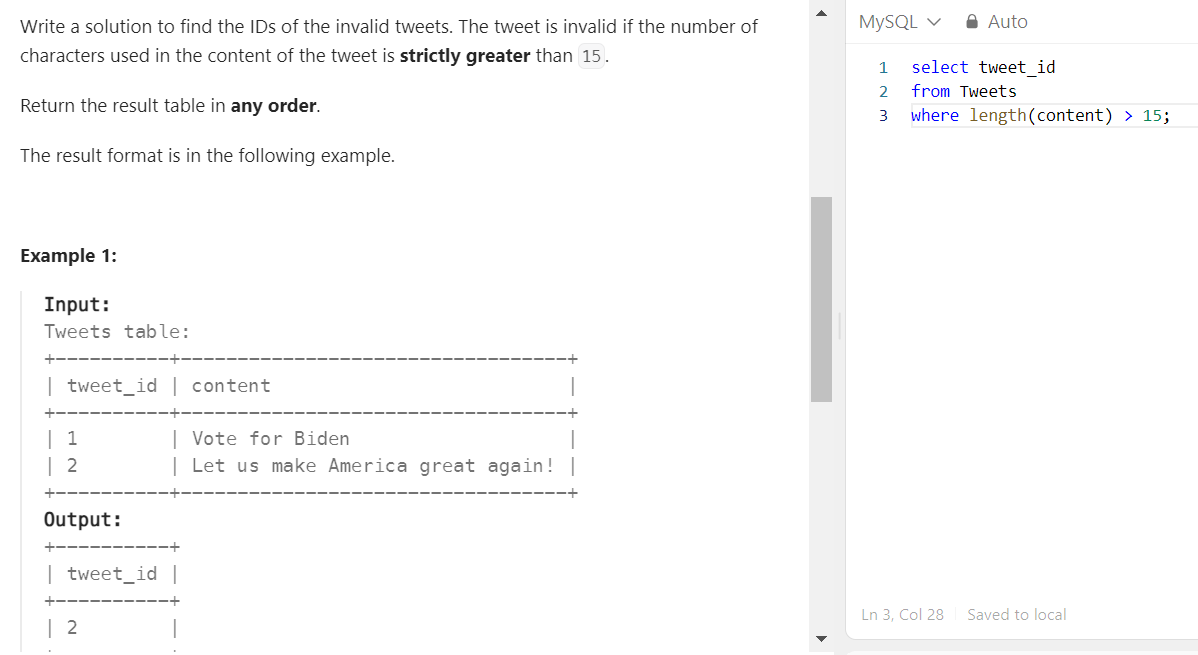 Write a solution to find the IDs of the invalid tweets. The tweet is invalid if the number of
characters used in the content of the tweet is strictly greater than 15.
Return the result table in any order.
The result format is in the following example.
Example 1:
Input:
Tweets table:
+-----------+----------------------------------+
| tweet_id | content |
+-----------+----------------------------------+
| 1 | Vote for Biden |
| 2 | Let us make America great again! |
+-----------+----------------------------------+
Output:
+-----------+
| tweet_id |
+-----------+
| 2 |
MySQL Auto
1 select tweet_id
2 from Tweets
3 where length(content) > 15;
Ln 3, Col 28 Saved to local